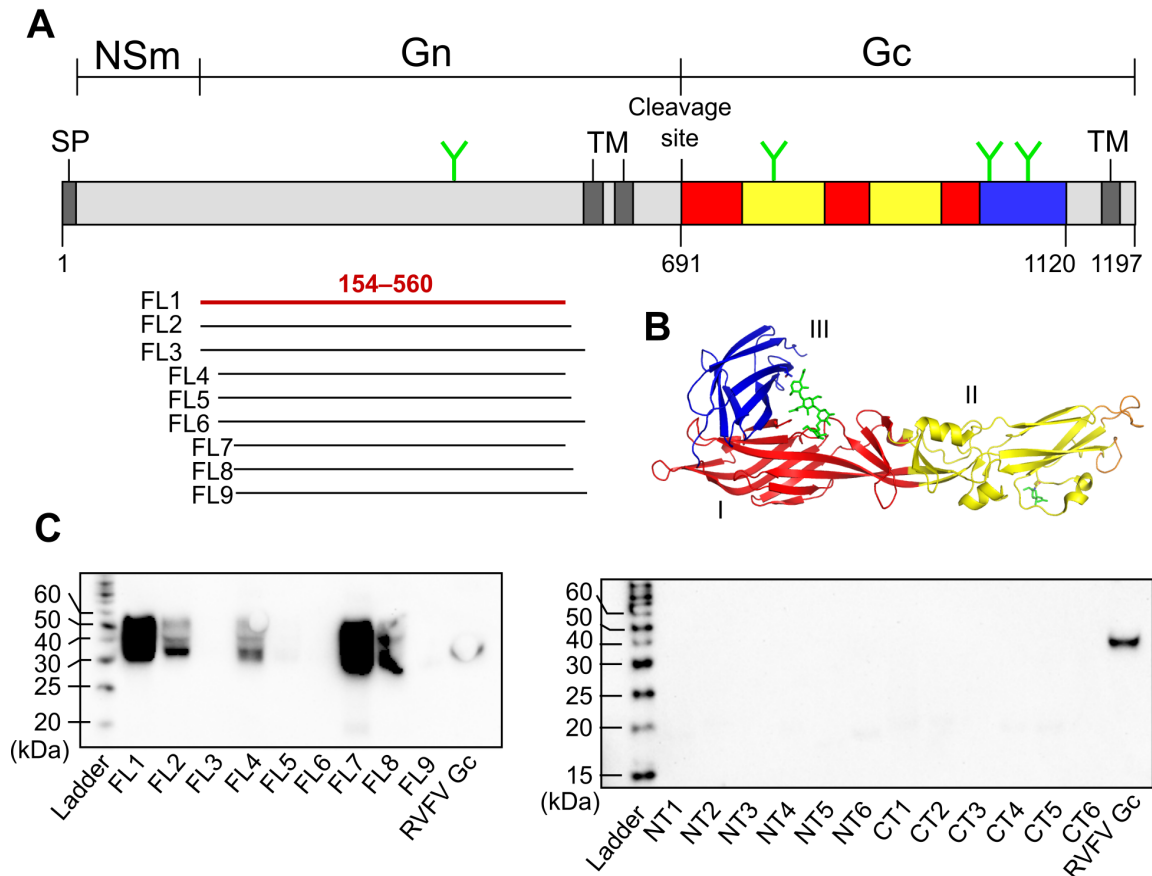 A
NSm
Gn
Gc
SP
TM
Cleavage
site
TM
1
691
1120
1197
154–560
FL1
FL2
FL3
FL4
FL5
FL6
FL7
FL8
FL9
B
III
II
I
C
60
50
40
30
25
20
(kDa)
Ladder
FL1
FL2
FL3
FL4
FL5
FL6
FL7
FL8
FL9
RVFV Gc
60
50
40
30
25
20
15
(kDa)
Ladder
NT1
NT2
NT3
NT4
NT5
NT6
CT1
CT2
CT3
CT4
CT5
CT6
RVFV Gc